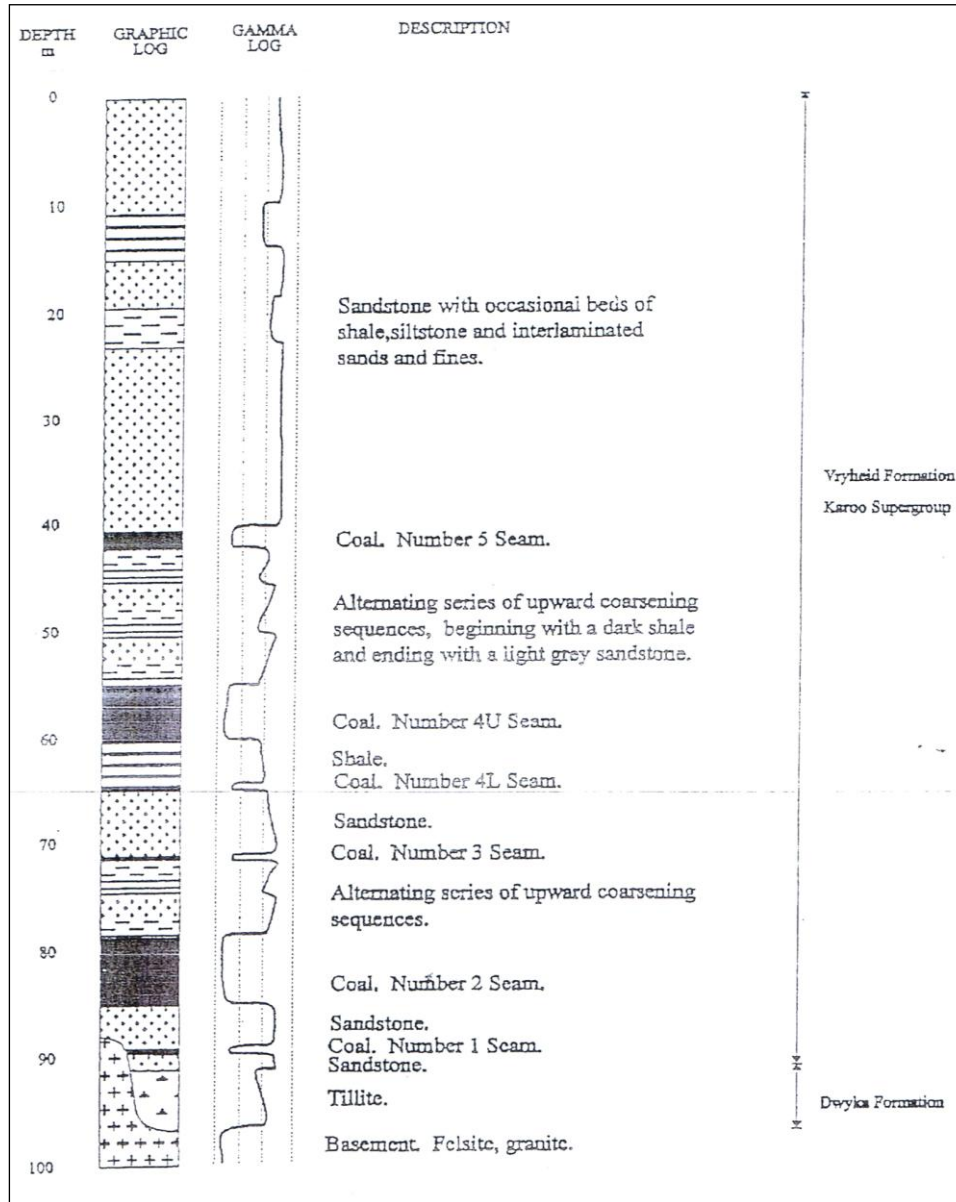 DEPTH
m
GRAPHIC
LOG
GAMMA
LOG
DESCRIPTION
0
10
20
30
40
50
60
70
80
90
100
Sandstone with occasional beds of
shale,siltstone and interlaminated
sands and fines.
Coal. Number 5 Seam.
Alternating series of upward coarsening
sequences, beginning with a dark shale
and ending with a light grey sandstone.
Coal. Number 4U Seam.
Shale.
Coal. Number 4L Seam.
Sandstone.
Coal. Number 3 Seam.
Alternating series of upward coarsening
sequences.
Coal. Number 2 Seam.
Sandstone.
Coal. Number 1 Seam.
Sandstone.
Tillite.
Basement. Felsite, granite.
Vryheid Formation
Karoo Supergroup
Dwyka Formation